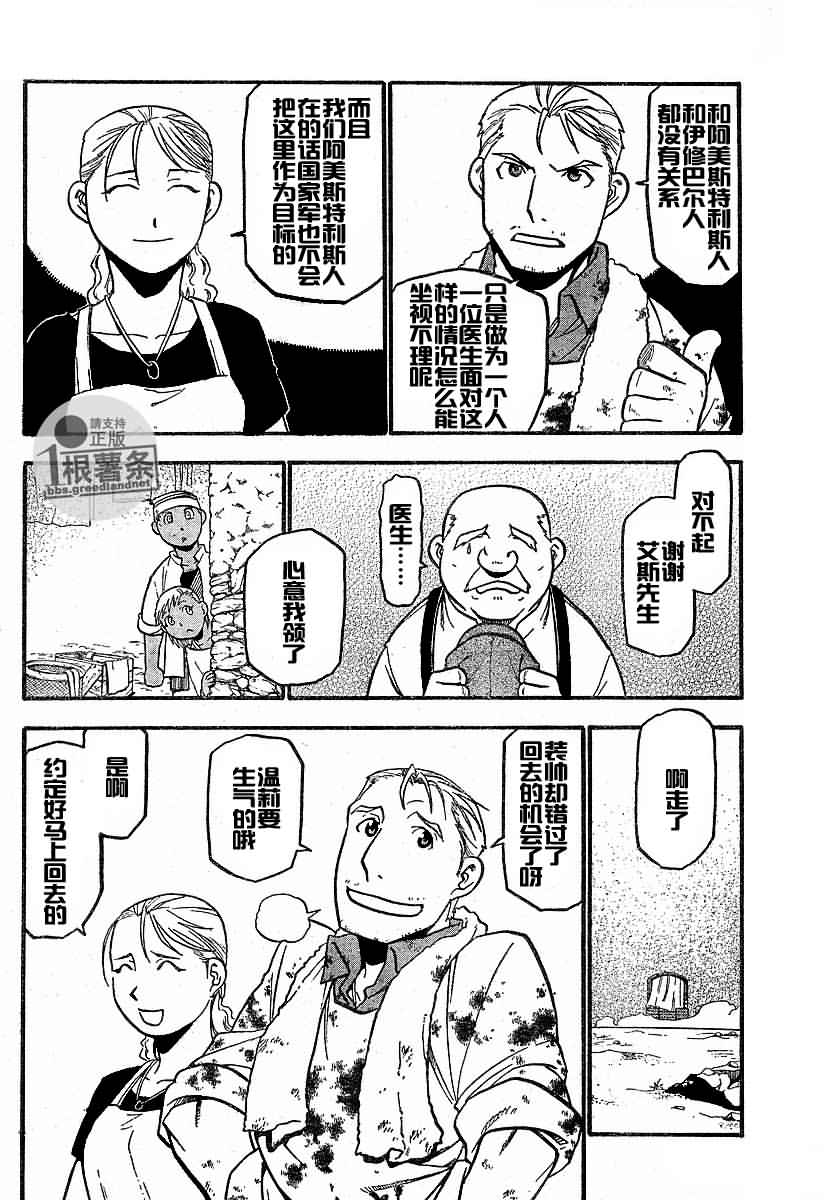 和阿美斯特利斯人
和伊修巴尔人
都没有关系
只是做为一个人
一位医生面对这
样的情况怎么能
坐视不理呢
而且
我们阿美斯特利斯人
在的话国家军也不会
把这里作为目标的
对不起
谢谢
艾斯先生
医生……
心意我领了
啊走了
装帅却错过了
回去的机会了呀
温莉要
生气的哦
是啊
约定好马上回去的
請支持
正版
1根薯条
bbs.greedland.net